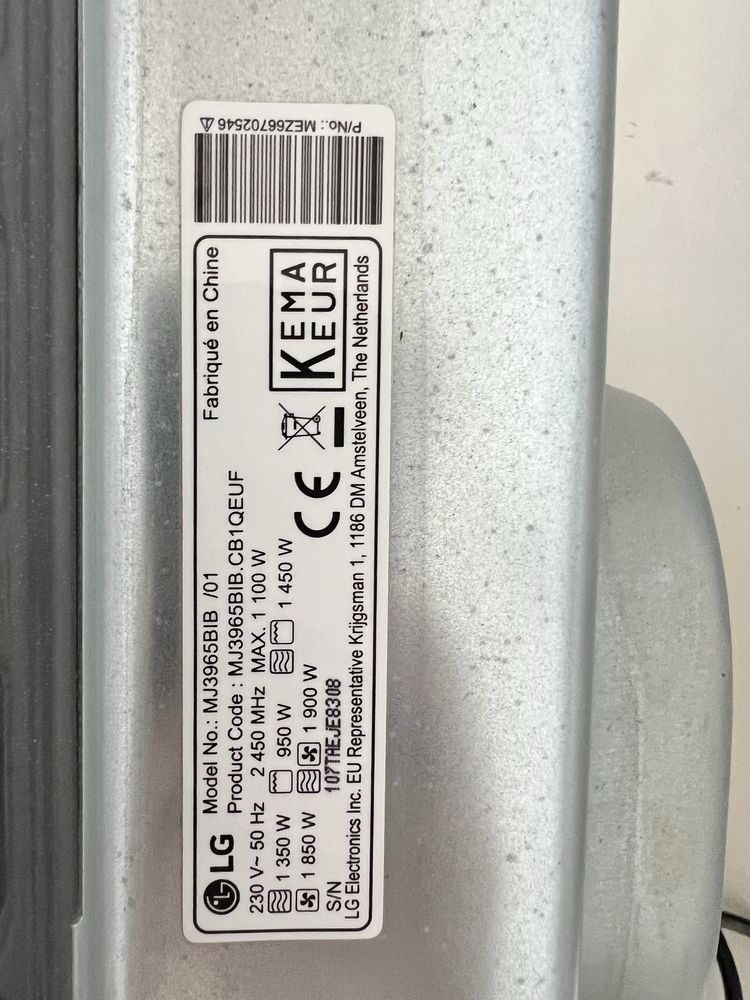 P/No.: MEZ66702546
LG
Model No.: MJ3965BIB /01
Fabriqué en Chine
Product Code : MJ3965BIB.CB1QEUF
230 V~ 50 Hz 2 450 MHz MAX. 1 100 W
1 350 W 950 W 1 450 W
1 850 W 1 900 W
S/N 107TAEJE8308
CE
KEMA
KEUR
LG Electronics Inc. EU Representative Krijgsman 1, 1186 DM Amstelveen, The Netherlands